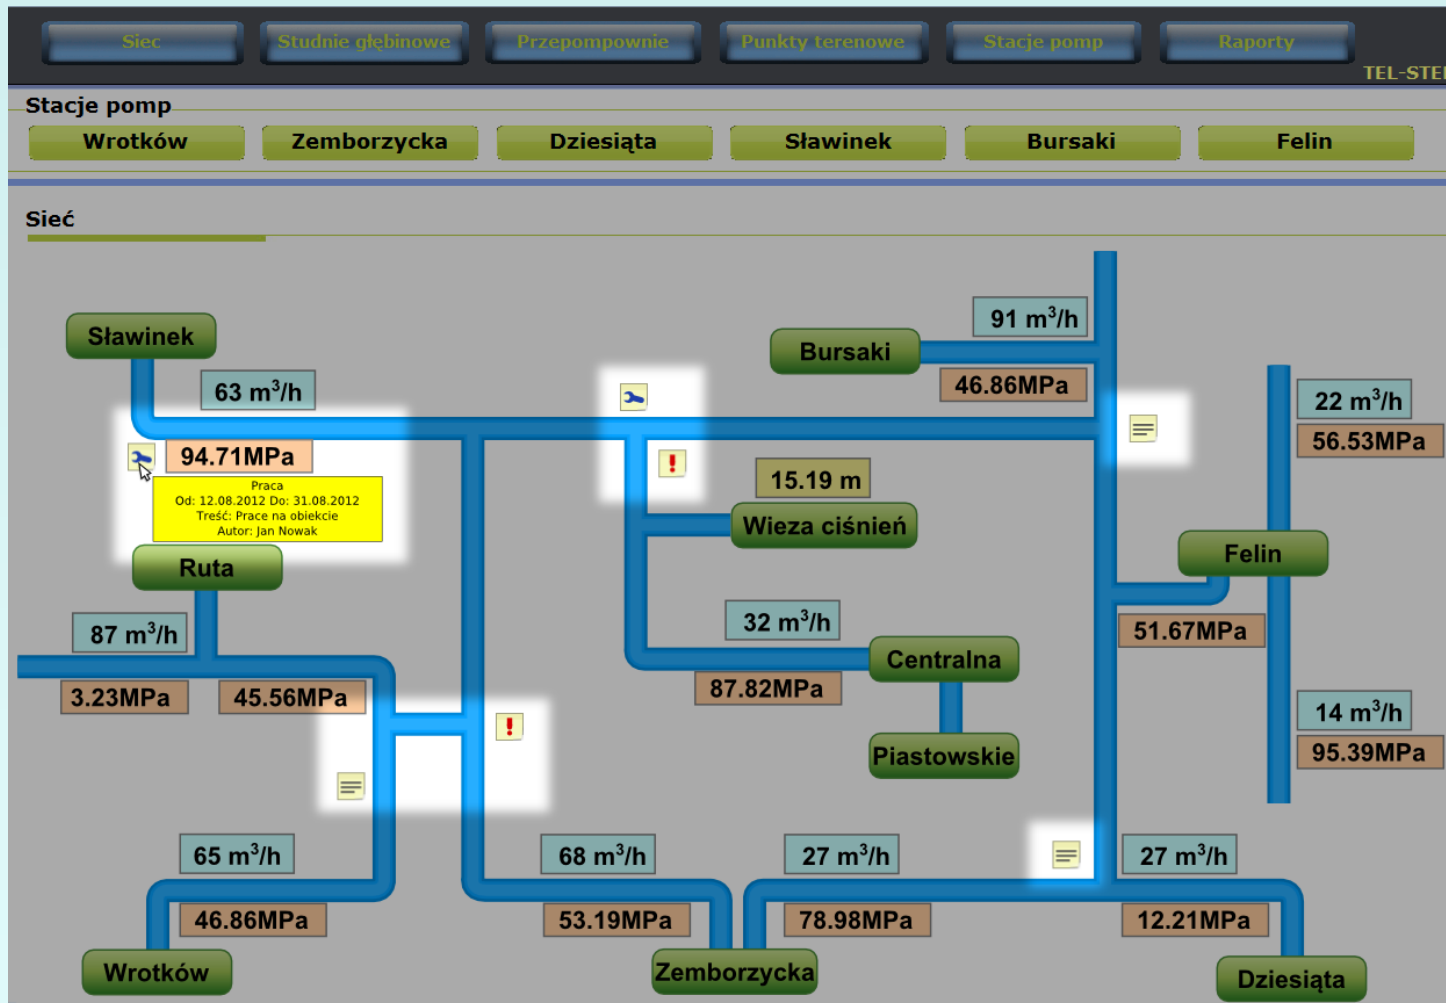 Siec Studnie głębinowe Przepompownie Punkty terenowe Stacje pomp Raporty
Stacje pomp
Wrotków Zemborzycka Dziesiąta Sławinek Bursaki Felin
Sieć
91 m³/h
Sławinek
Bursaki
63 m³/h
46.86MPa
22 m³/h
56.53MPa
94.71MPa
Praca
Od: 12.08.2012 Do: 31.08.2012
Treść: Prace na obiekcie
Autor: Jan Nowak
15.19 m
Wieza ciśnień
Felin
Ruta
87 m³/h
32 m³/h
51.67MPa
Centralna
3.23MPa 45.56MPa
87.82MPa
14 m³/h
Piastowskie
95.39MPa
65 m³/h 68 m³/h 27 m³/h 27 m³/h
46.86MPa 53.19MPa 78.98MPa 12.21MPa
Wrotków Zemborzycka Dziesiąta